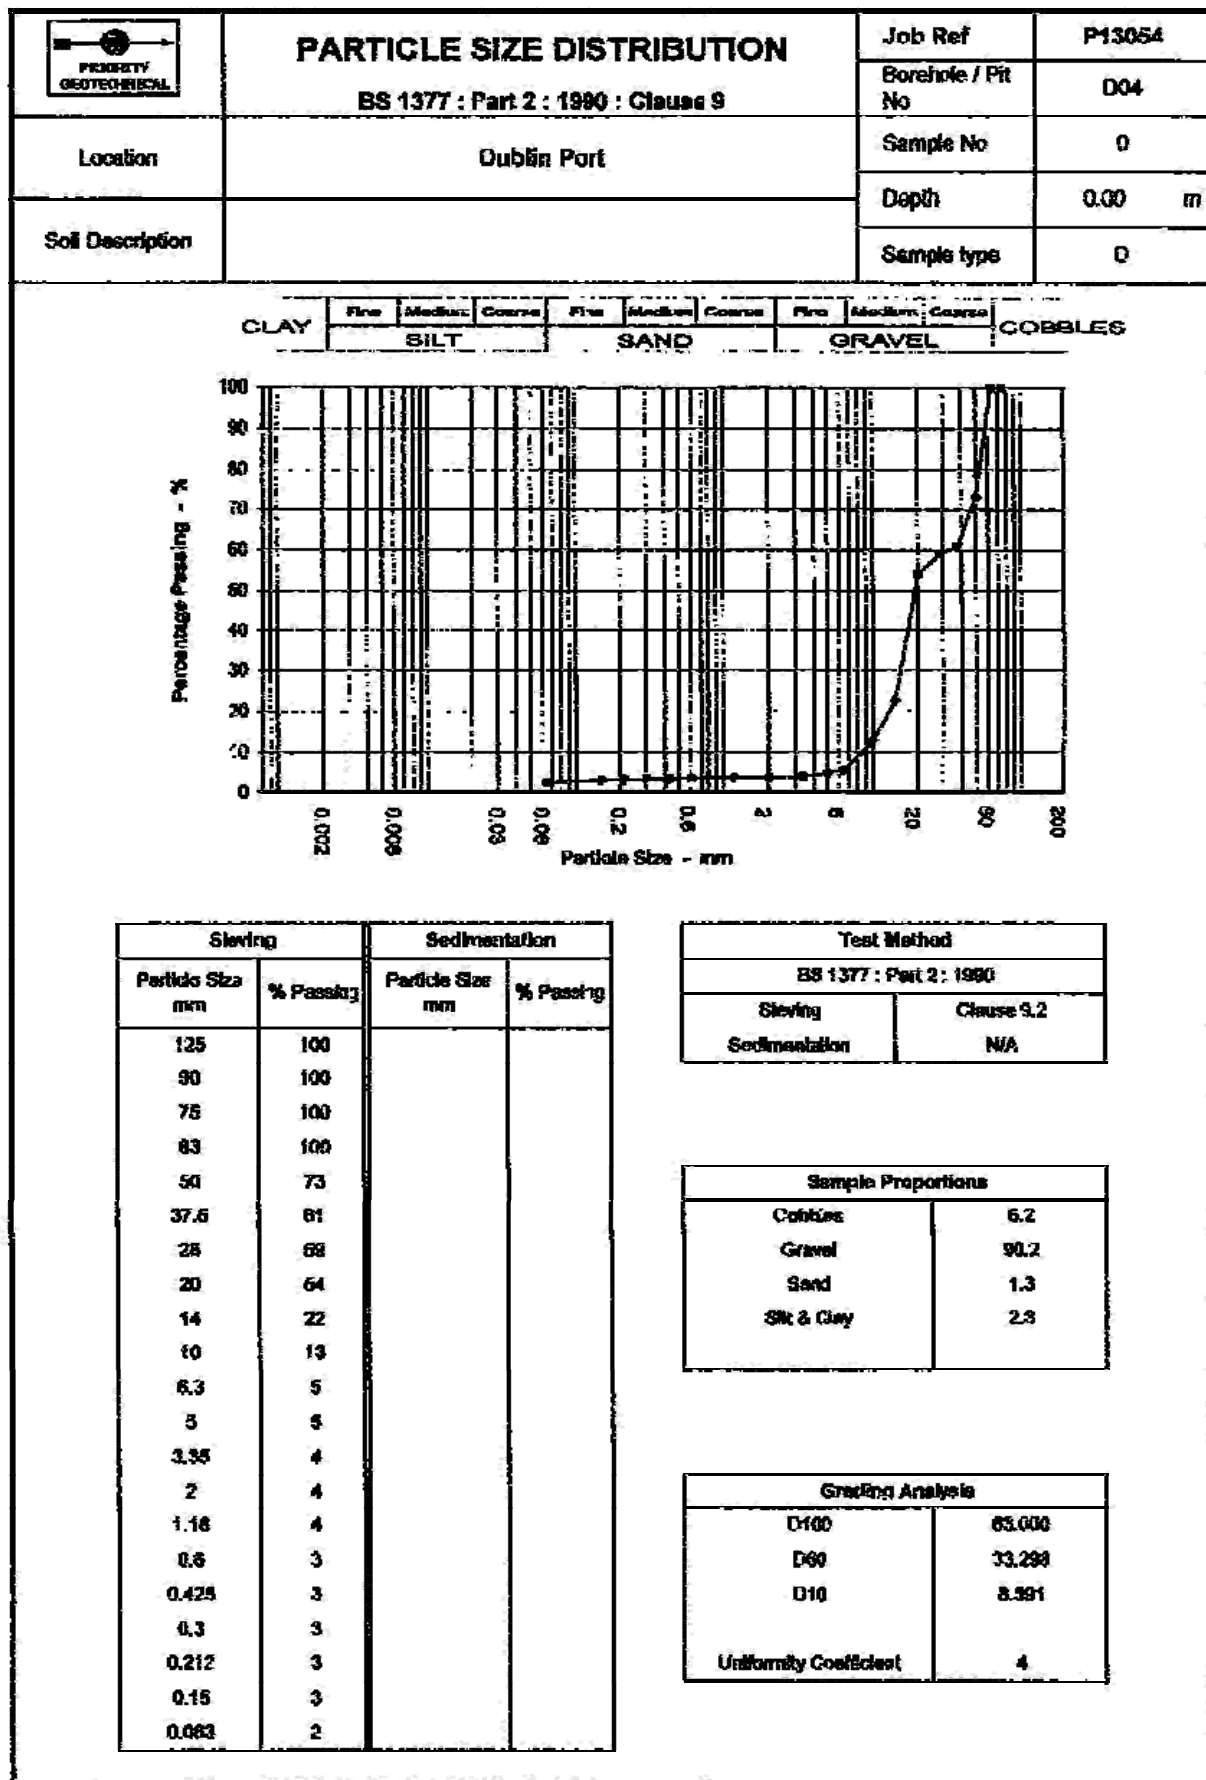 PRIORITY
GEOTECHNICAL
PARTICLE SIZE DISTRIBUTION
BS 1377 : Part 2 : 1990 : Clause 9
Job Ref P13054
Borehole / Pit No D04
Location Dublin Port
Sample No 0
Depth 0.00 m
Soil Description
Sample type D
CLAY Fine Medium Coarse Fine Medium Coarse Fine Medium Coarse COBBLES
SILT SAND GRAVEL
Percentage Passing - %
100
90
80
70
60
50
40
30
20
10
0
0.002 0.006 0.06 0.2 0.6 2 6 20 60 200
Particle Size - mm
Sieving Sedimentation
Particle Size mm % Passing Particle Size mm % Passing
125 100
90 100
75 100
63 100
50 73
37.5 61
28 59
20 54
14 22
10 13
6.3 5
5 5
3.35 4
2 4
1.18 4
0.6 3
0.425 3
0.3 3
0.212 3
0.15 3
0.063 2
Test Method
BS 1377 : Part 2 : 1990
Sieving Clause 9.2
Sedimentation N/A
Sample Proportions
Cobbles 6.2
Gravel 90.2
Sand 1.3
Silt & Clay
Grading Analysis
D100 63.000
D60 33.298
D10
Uniformity Coefficient 4